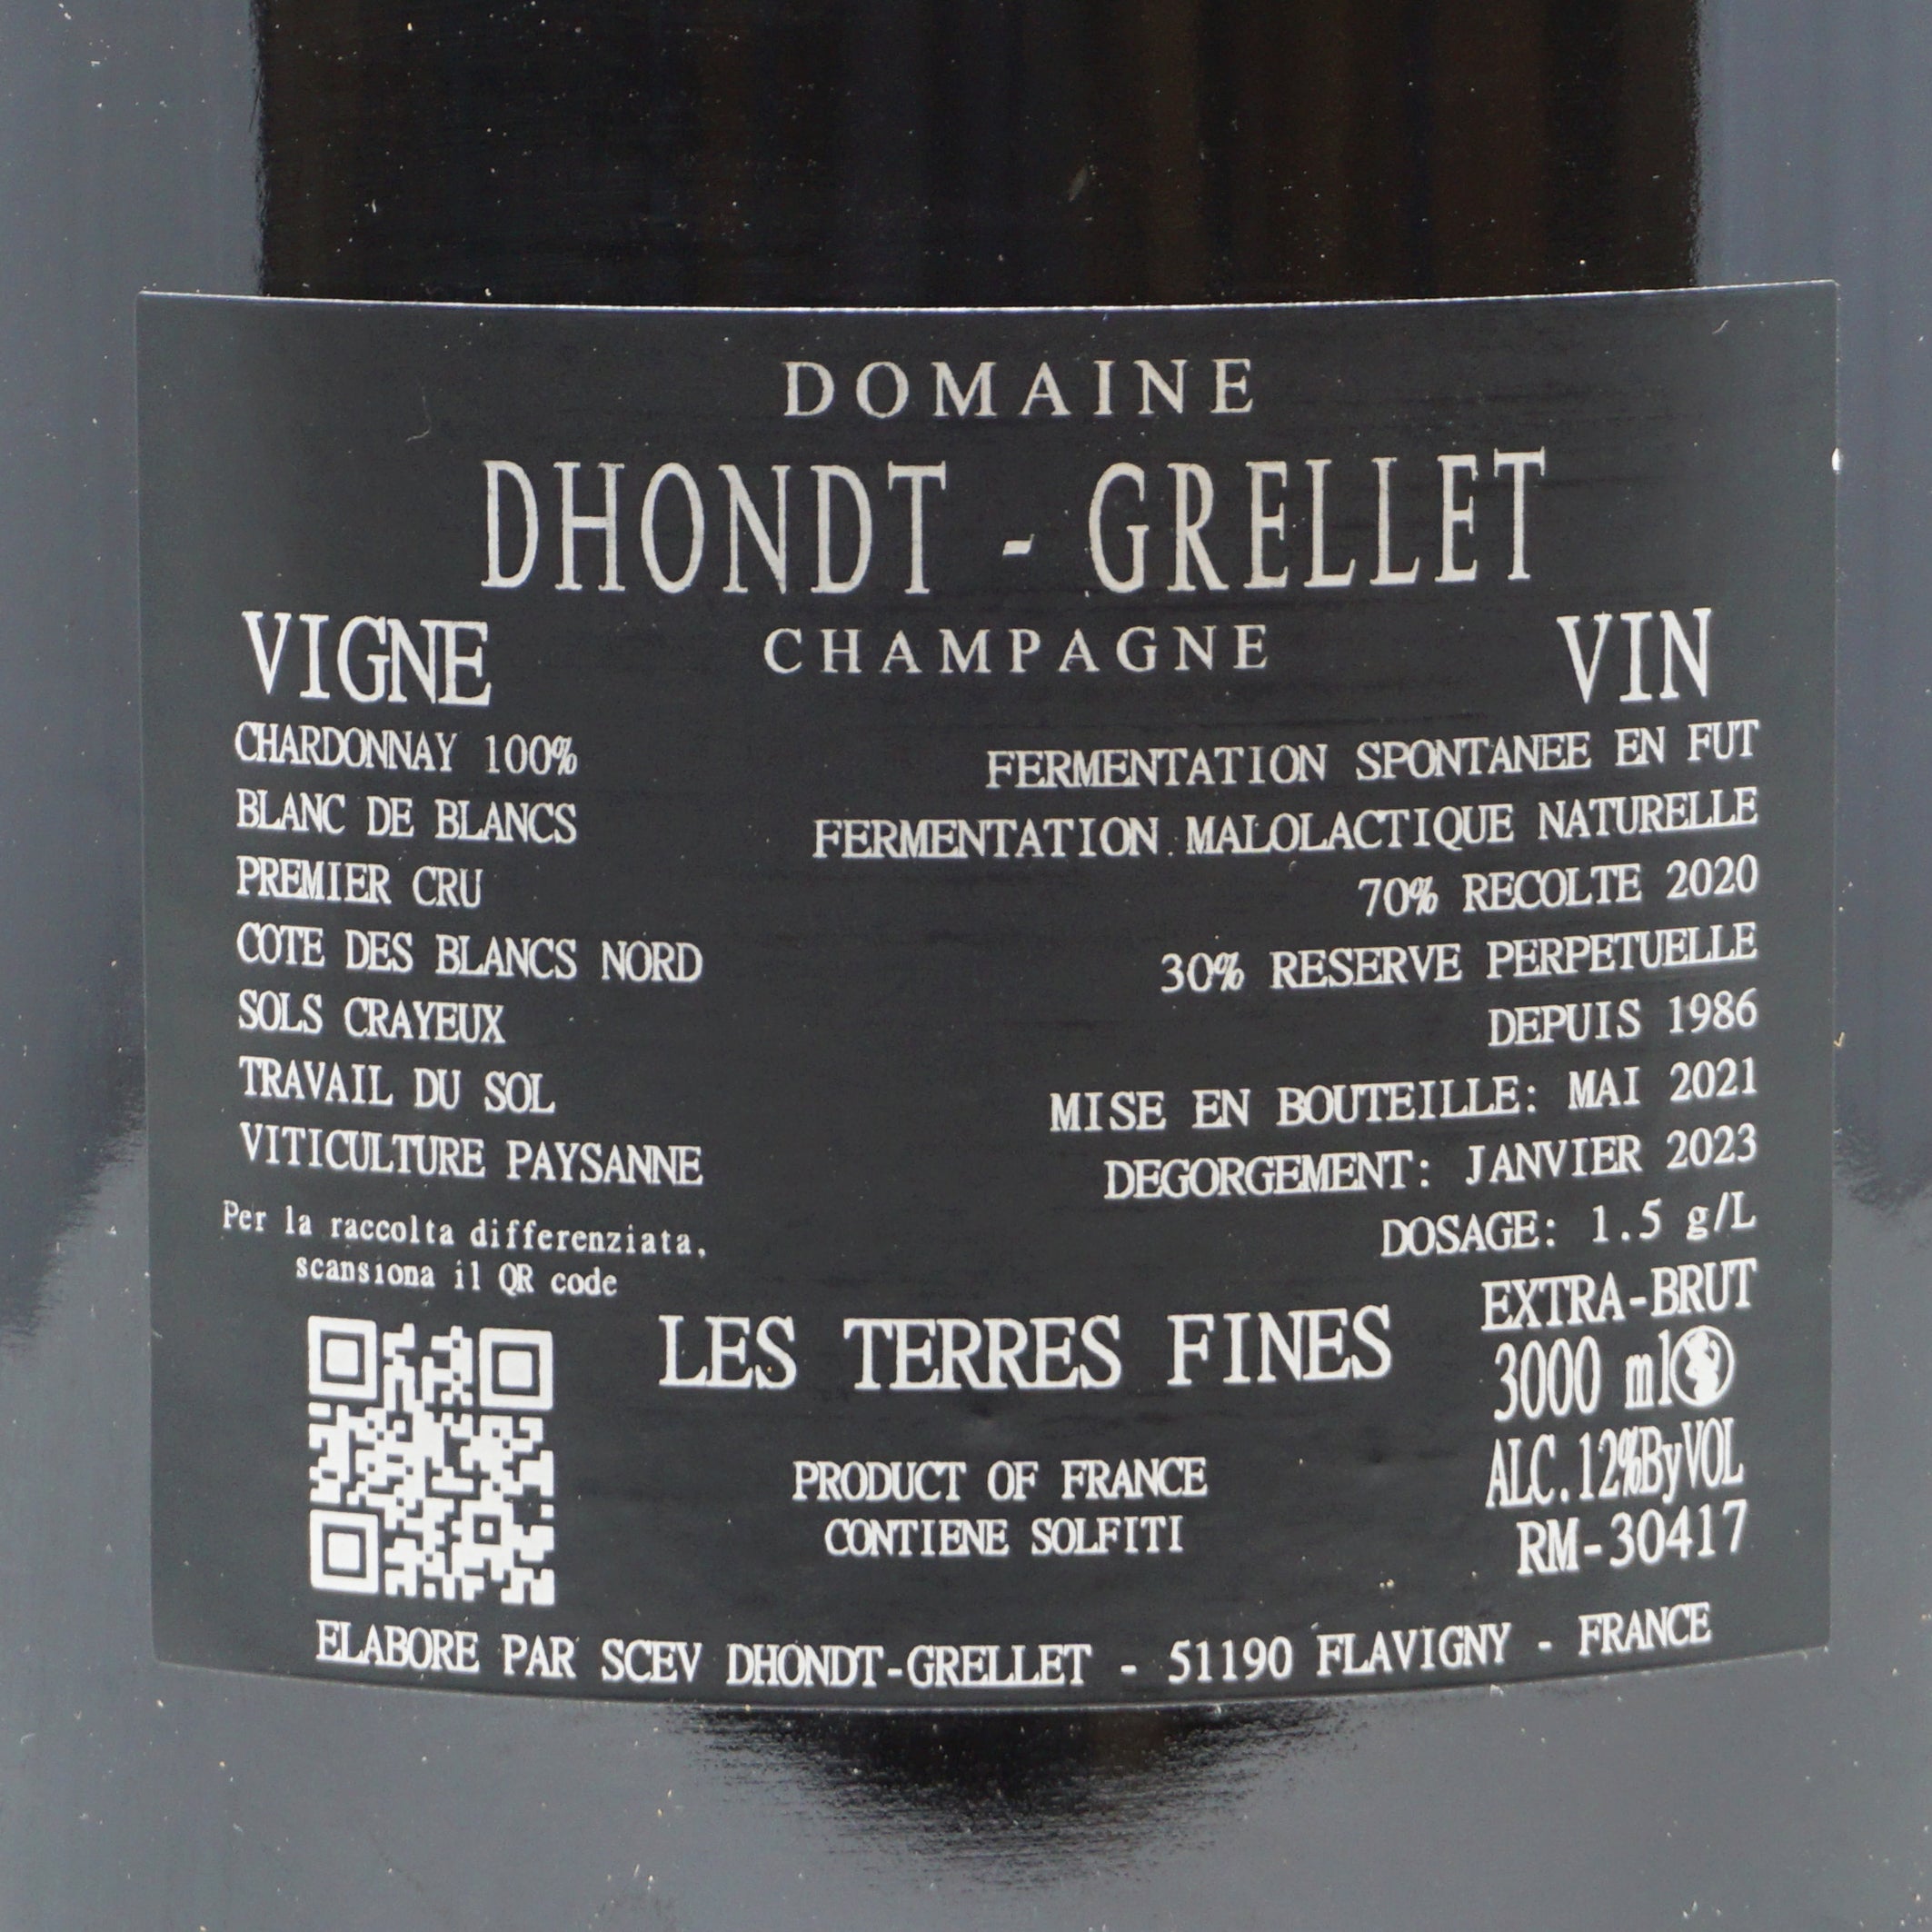 DOMAINE
DHONDT - GRELLET
CHAMPAGNE
VIGNE
CHARDONNAY 100%
BLANC DE BLANCS
PREMIER CRU
COTE DES BLANCS NORD
SOLS CRAYEUX
TRAVAIL DU SOL
VITICULTURE PAYSANNE
Per la raccolta differenziata,
scansiona il QR code
VIN
FERMENTATION SPONTANEE EN FUT
FERMENTATION MALOLACTIQUE NATURELLE
70% RECOLTE 2020
30% RESERVE PERPETUELLE
DEPUIS 1986
MISE EN BOUTEILLE: MAI 2021
DEGORGEMENT: JANVIER 2023
DOSAGE: 1.5 g/L
EXTRA-BRUT
3000 ml
ALC.12%ByVOL
RM-30417
LES TERRES FINES
PRODUCT OF FRANCE
CONTIENE SOLFITI
ELABORE PAR SCEV DHONDT-GRELLET - 51190 FLAVIGNY - FRANCE